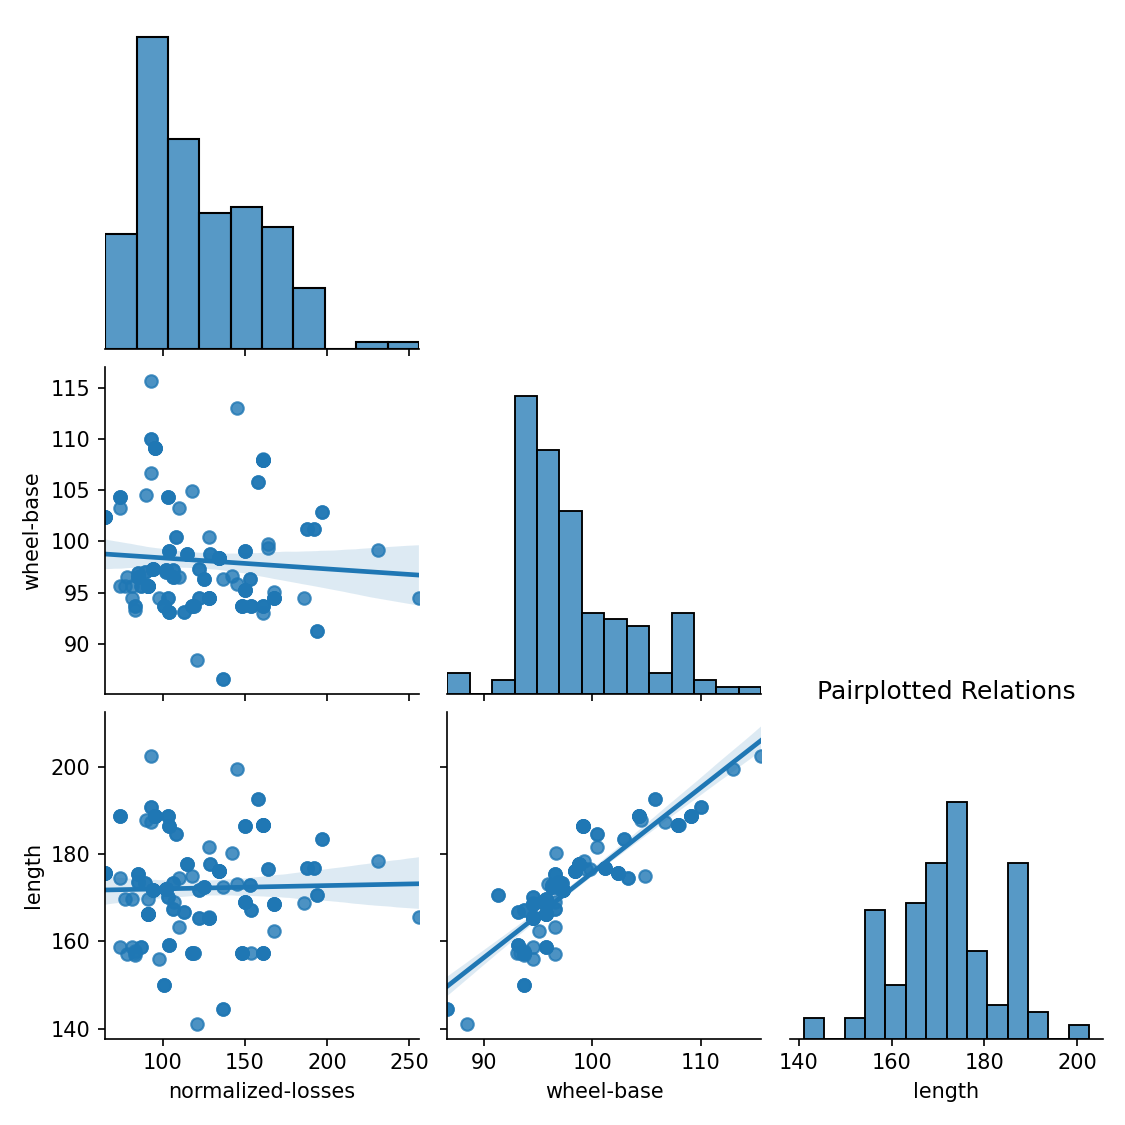 wheel-base
115
110
105
100
95
90
Pairplotted Relations
length
200
180
160
140
100 150 200 250
normalized-losses
90 100 110
wheel-base
140 160 180 200
length